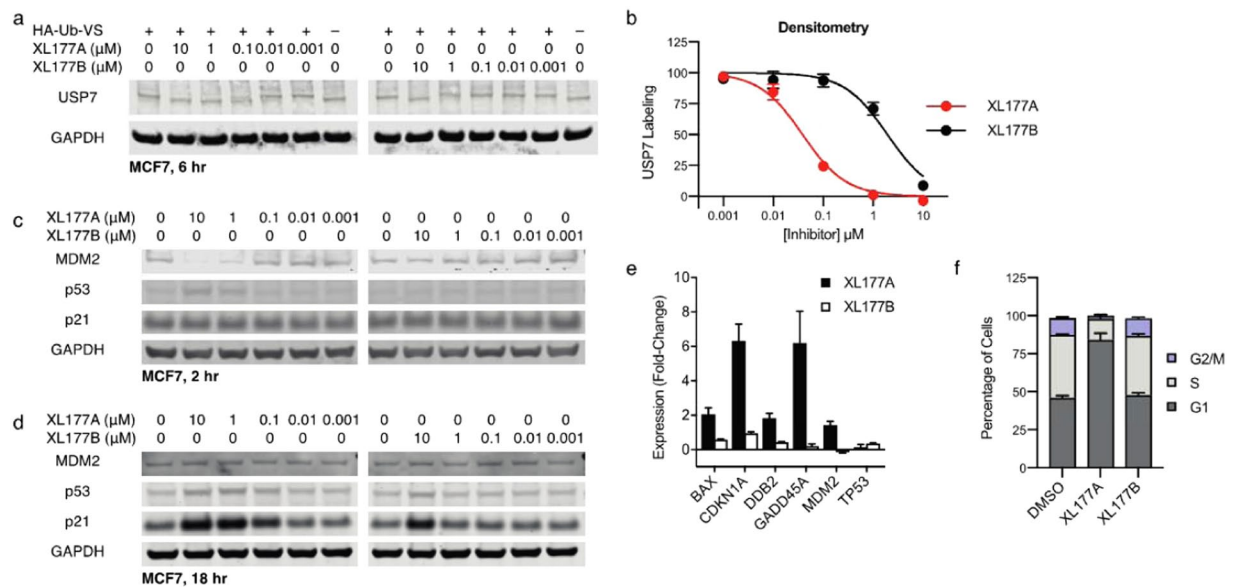 a
HA-Ub-VS + + + + + + – + + + + + + –
XL177A (μM) 0 10 1 0.1 0.01 0.001 0 0 0 0 0 0 0 0
XL177B (μM) 0 0 0 0 0 0 0 0 10 1 0.1 0.01 0.001 0
USP7
GAPDH
MCF7, 6 hr
b
Densitometry
USP7 Labeling
125
100
75
50
25
0
0.001 0.01 0.1 1 10
[Inhibitor] μM
XL177A
XL177B
c
XL177A (μM) 0 10 1 0.1 0.01 0.001 0 0 0 0 0 0
XL177B (μM) 0 0 0 0 0 0 0 10 1 0.1 0.01 0.001
MDM2
p53
p21
GAPDH
MCF7, 2 hr
d
XL177A (μM) 0 10 1 0.1 0.01 0.001 0 0 0 0 0 0
XL177B (μM) 0 0 0 0 0 0 0 10 1 0.1 0.01 0.001
MDM2
p53
p21
GAPDH
MCF7, 18 hr
e
Expression (Fold-Change)
10
8
6
4
2
0
XL177A
XL177B
BAX
CDKN1A
DDB2
GADD45A
MDM2
TP53
f
Percentage of Cells
125
100
75
50
25
0
G2/M
S
G1
DMSO
XL177A
XL177B